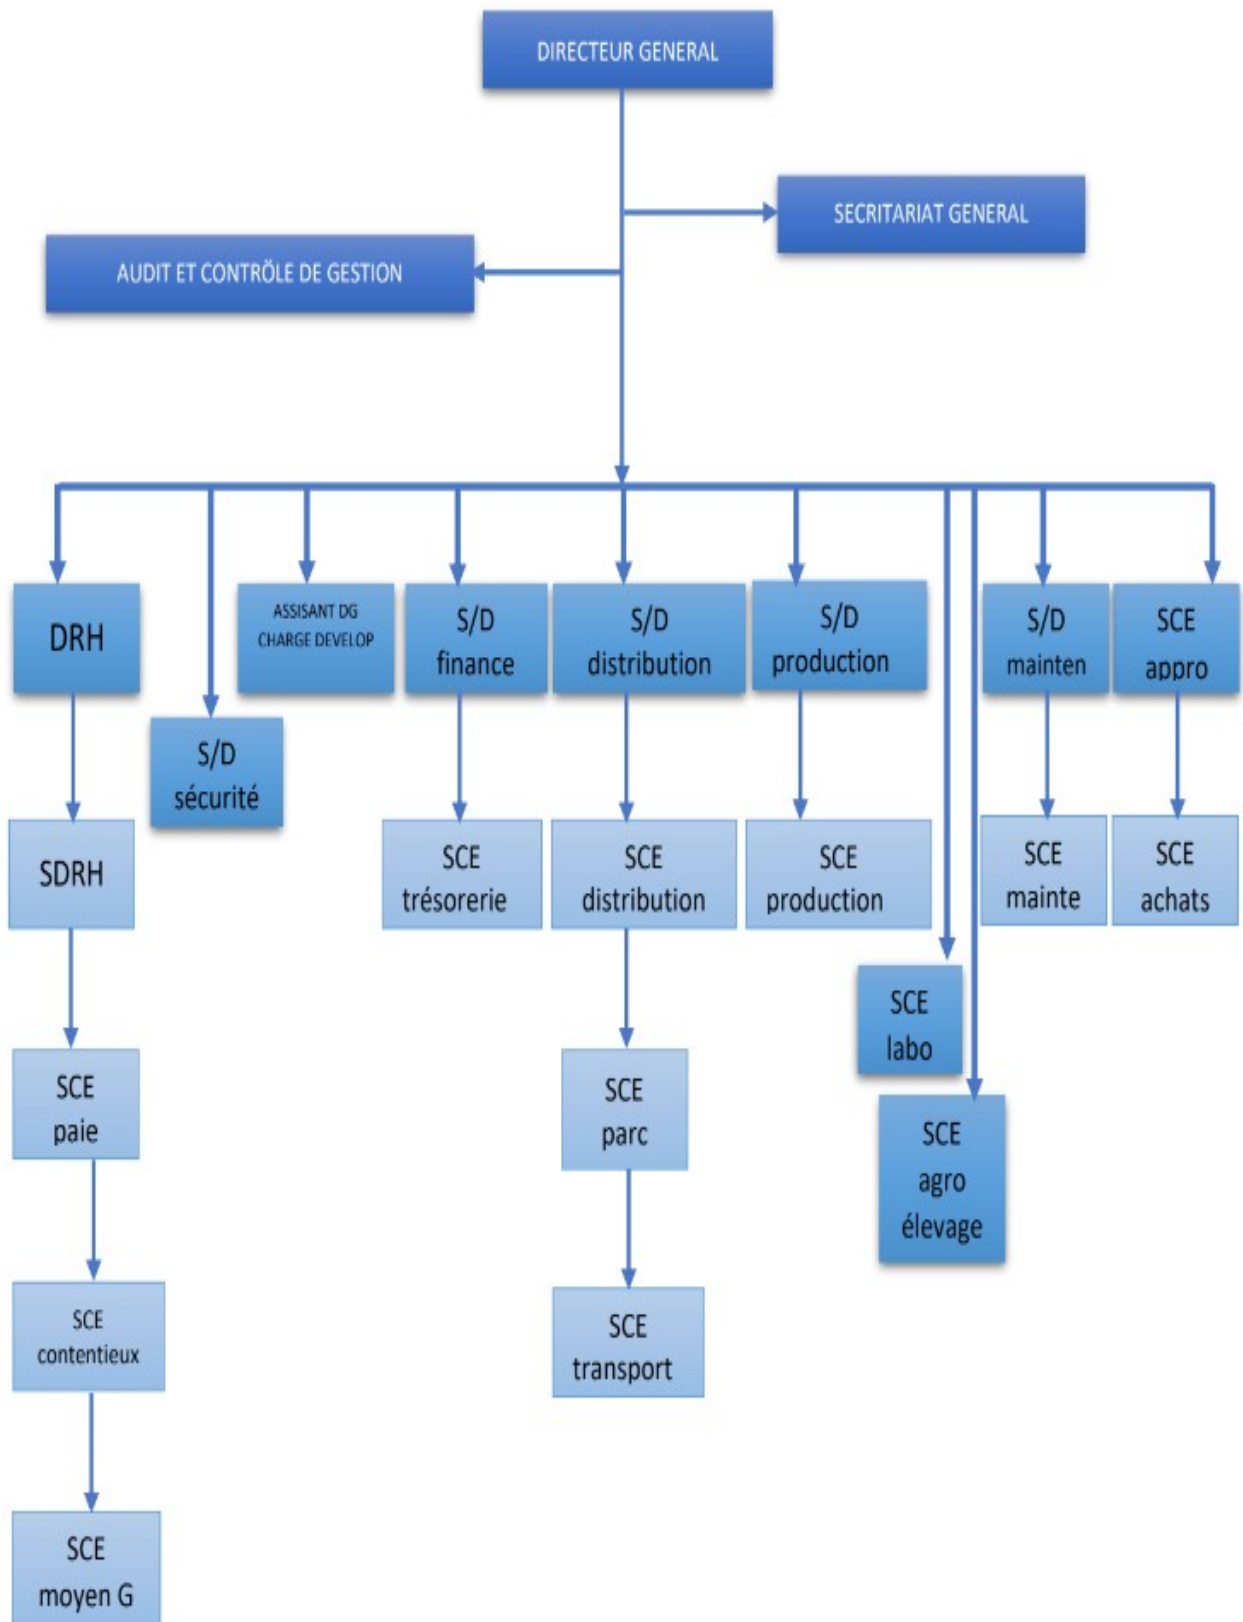 DIRECTEUR GENERAL
SECRITARIAT GENERAL
AUDIT ET CONTRÖLE DE GESTION
DRH
S/D
sécurité
ASSISANT DG
CHARGE DEVELOP
S/D
finance
S/D
distribution
S/D
production
S/D
mainten
SCE
appro
SDRH
SCE
trésorerie
SCE
distribution
SCE
production
SCE
mainte
SCE
achats
SCE
labo
SCE
paie
SCE
parc
SCE
agro
élevage
SCE
contentieux
SCE
transport
SCE
moyen G